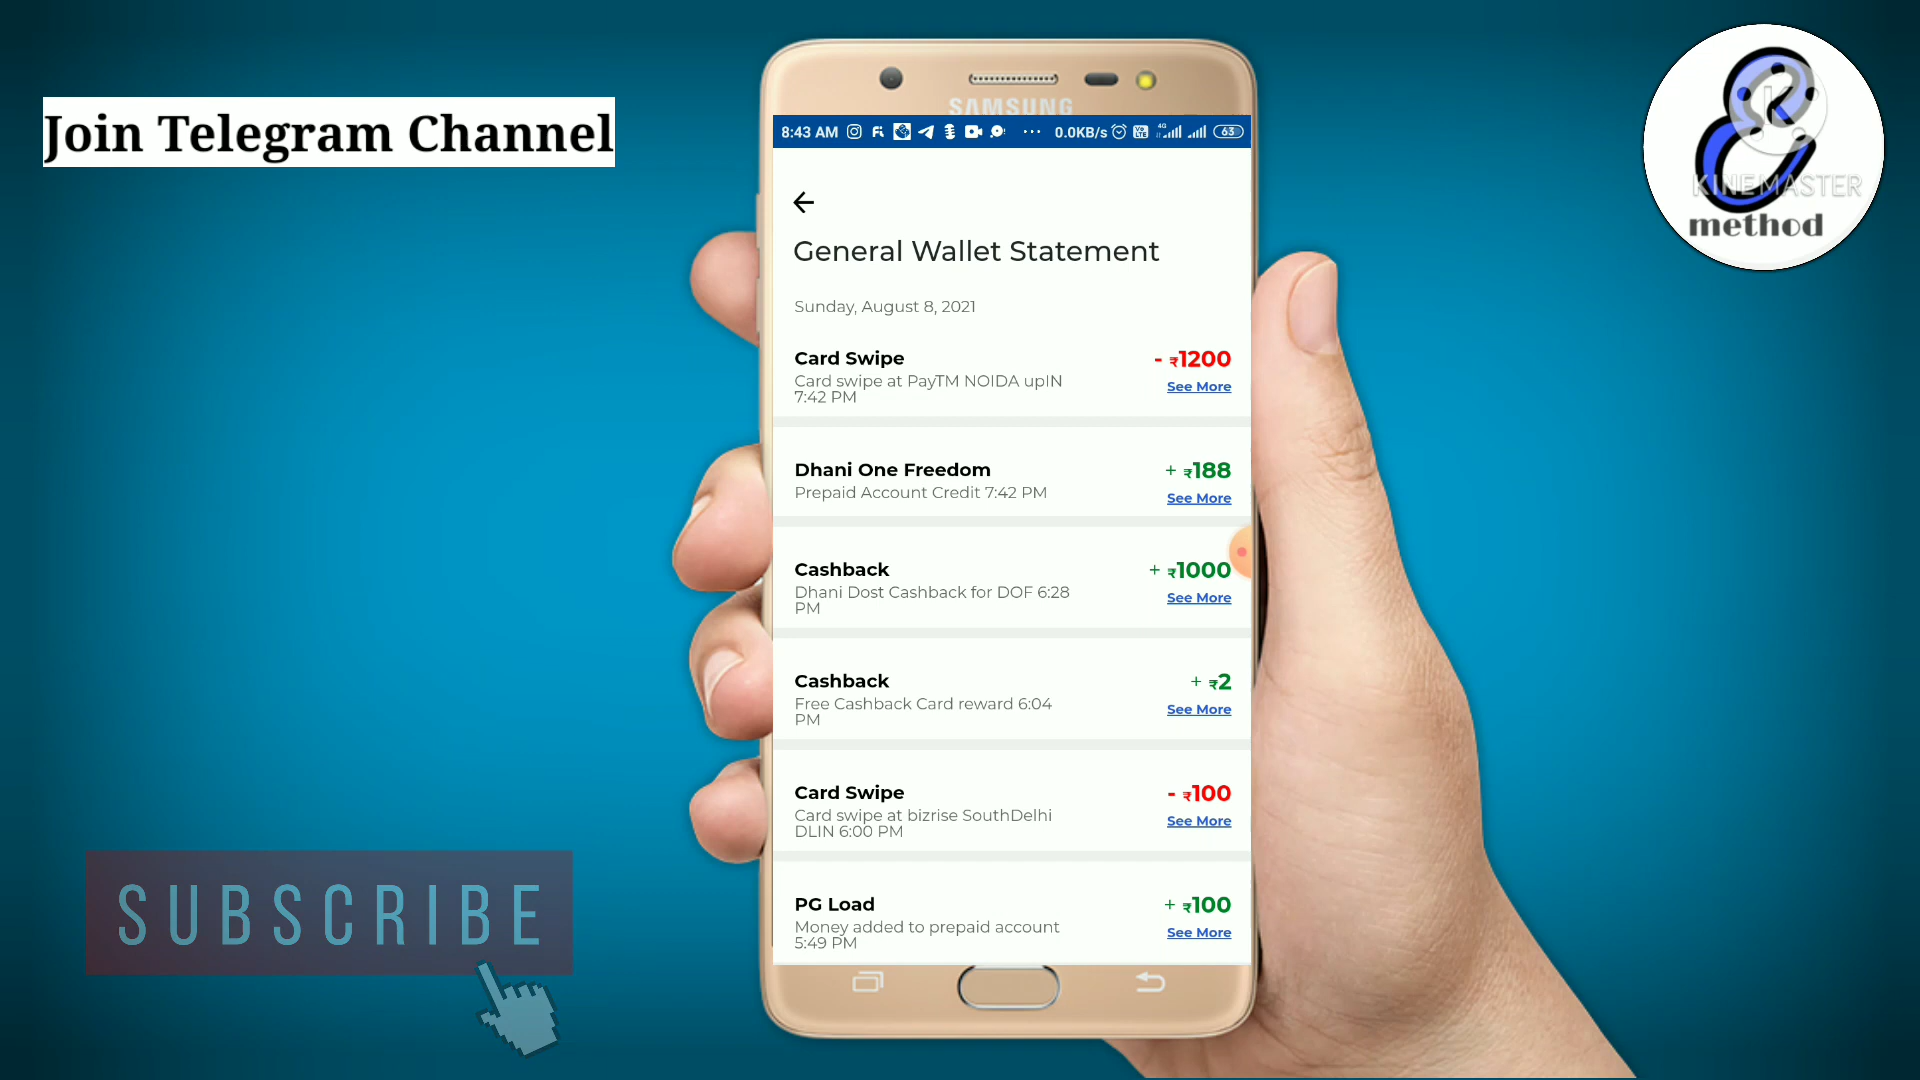 Join Telegram Channel
SAMSUNG
8:43 AM ... 0.0KB/s 4G 63
General Wallet Statement
Sunday, August 8, 2021
Card Swipe - ₹1200
Card swipe at PayTM NOIDA upIN See More
7:42 PM
Dhani One Freedom + ₹188
Prepaid Account Credit 7:42 PM See More
Cashback + ₹1000
Dhani Dost Cashback for DOF 6:28 See More
PM
Cashback + ₹2
Free Cashback Card reward 6:04 See More
PM
Card Swipe - ₹100
Card swipe at bizrise SouthDelhi See More
DLIN 6:00 PM
PG Load + ₹100
Money added to prepaid account See More
5:49 PM
SUBSCRIBE
K
KINEMASTER
method